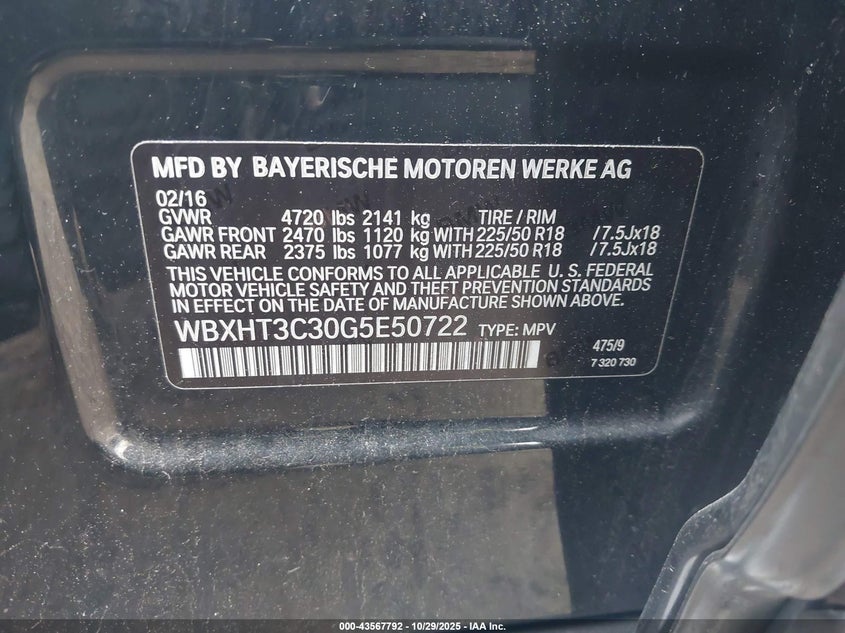 MFD BY BAYERISCHE MOTOREN WERKE AG
02/16
GVWR 4720 lbs 2141 kg TIRE / RIM
GAWR FRONT 2470 lbs 1120 kg WITH 225/50 R18 /7.5Jx18
GAWR REAR 2375 lbs 1077 kg WITH 225/50 R18 /7.5Jx18
THIS VEHICLE CONFORMS TO ALL APPLICABLE U.S. FEDERAL
MOTOR VEHICLE SAFETY AND THEFT PREVENTION STANDARDS
IN EFFECT ON THE DATE OF MANUFACTURE SHOWN ABOVE.
WBXHT3C30G5E50722 TYPE: MPV
475/9
7 320 730
000-43567792 - 10/29/2025 - IAA Inc.